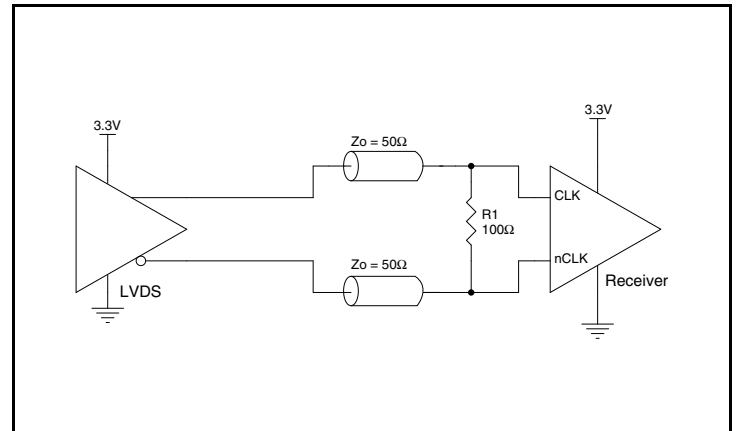 3.3V
3.3V
Zo = 50Ω
CLK
R1
100Ω
Zo = 50Ω
nCLK
LVDS
Receiver